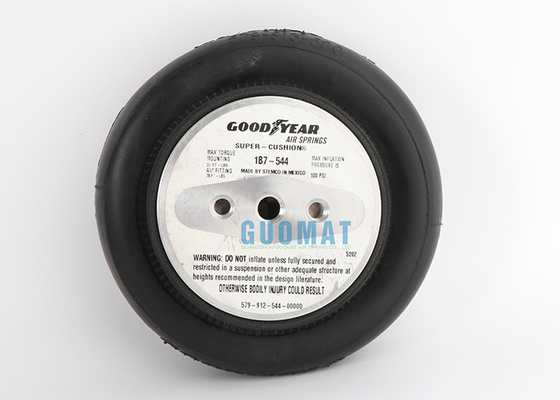 GOODYEAR
AIR SPRINGS
SUPER-CUSHION®
1B7-544
MADE BY STEMCO IN MEXICO
MAX TORQUE
MOUNTING
AIR FITTING
MAX INFLATION
PRESSURE IS
100 PSI
GUOMAT
5202
WARNING: DO NOT inflate unless fully secured and
restricted in a suspension or other adequate structure at
heights recommended in the design literature.
OTHERWISE BODILY INJURY COULD RESULT
579-912-544-00000